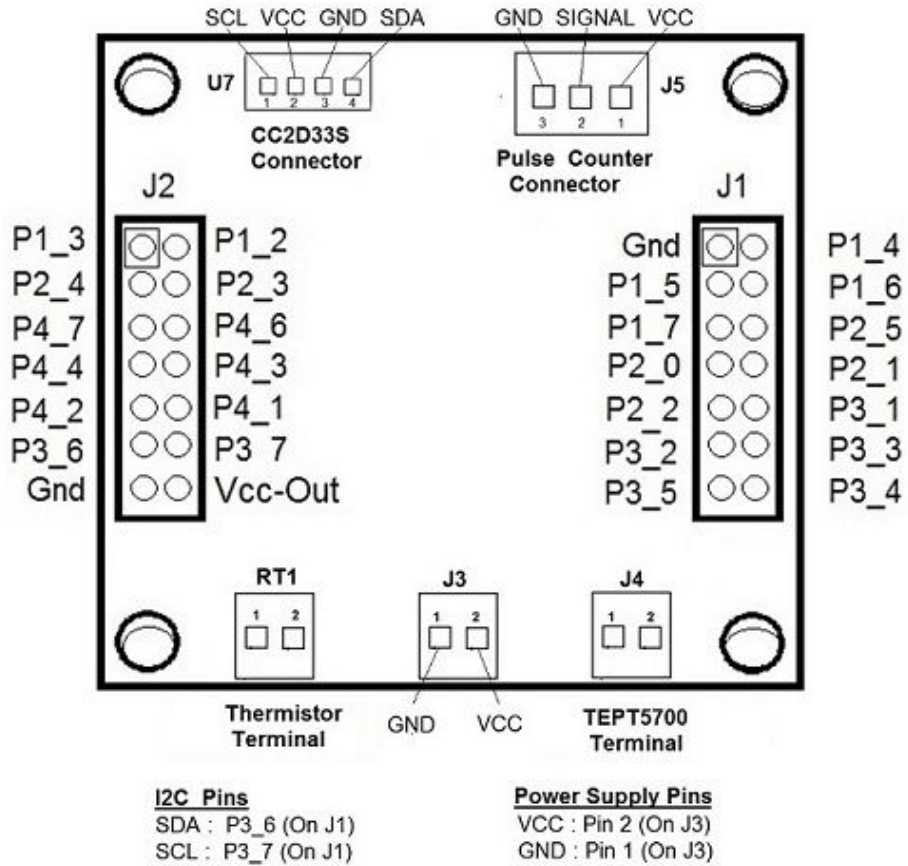 SCL VCC GND SDA
GND SIGNAL VCC
U7
1 2 3 4
J5
3 2 1
CC2D33S
Connector
Pulse Counter
Connector
J2
J1
P1_3 P1_2
Gnd P1_4
P2_4 P2_3
P1_5 P1_6
P4_7 P4_6
P1_7 P2_5
P4_4 P4_3
P2_0 P2_1
P4_2 P4_1
P2_2 P3_1
P3_6 P3 7
P3_2 P3_3
Gnd Vcc-Out
P3_5 P3_4
RT1
J3
J4
1 2
1 2
1 2
Thermistor
Terminal
GND VCC
TEPT5700
Terminal
I2C Pins
SDA : P3_6 (On J1)
SCL : P3_7 (On J1)
Power Supply Pins
VCC : Pin 2 (On J3)
GND : Pin 1 (On J3)